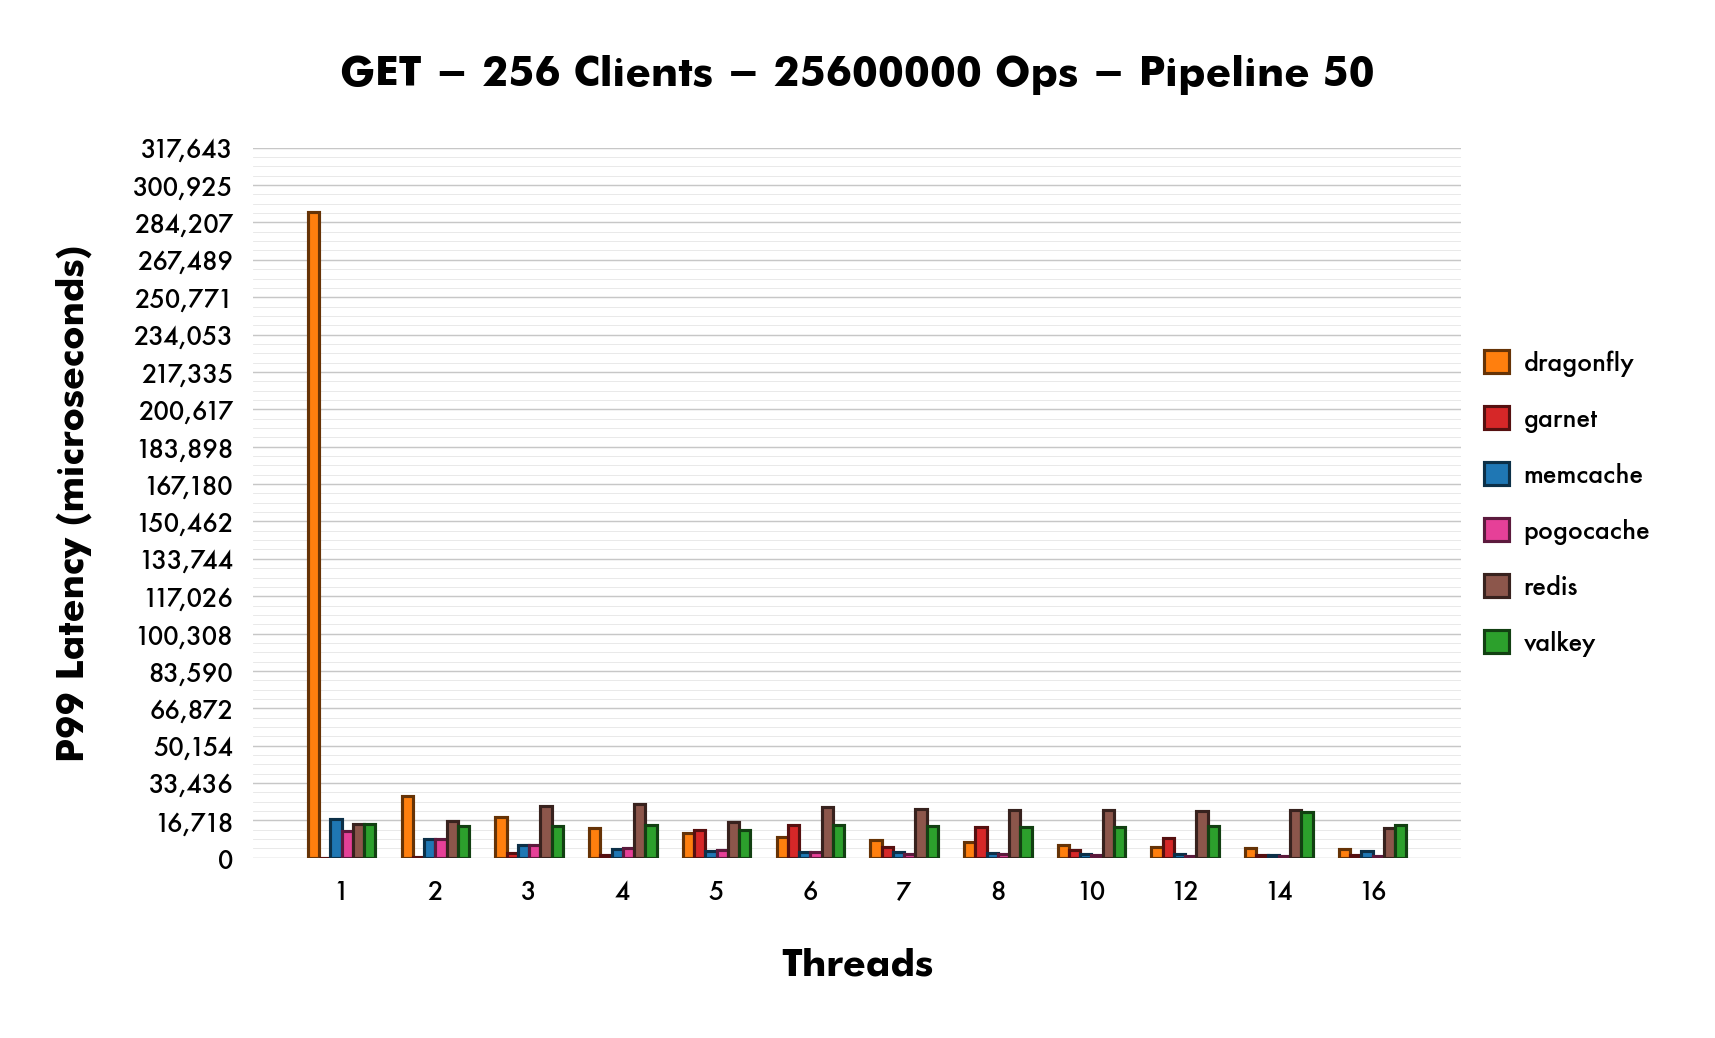 GET – 256 Clients – 25600000 Ops – Pipeline 50
P99 Latency (microseconds)
317,643
300,925
284,207
267,489
250,771
234,053
217,335
200,617
183,898
167,180
150,462
133,744
117,026
100,308
83,590
66,872
50,154
33,436
16,718
0
1 2 3 4 5 6 7 8 10 12 14 16
Threads
dragonfly
garnet
memcache
pogocache
redis
valkey